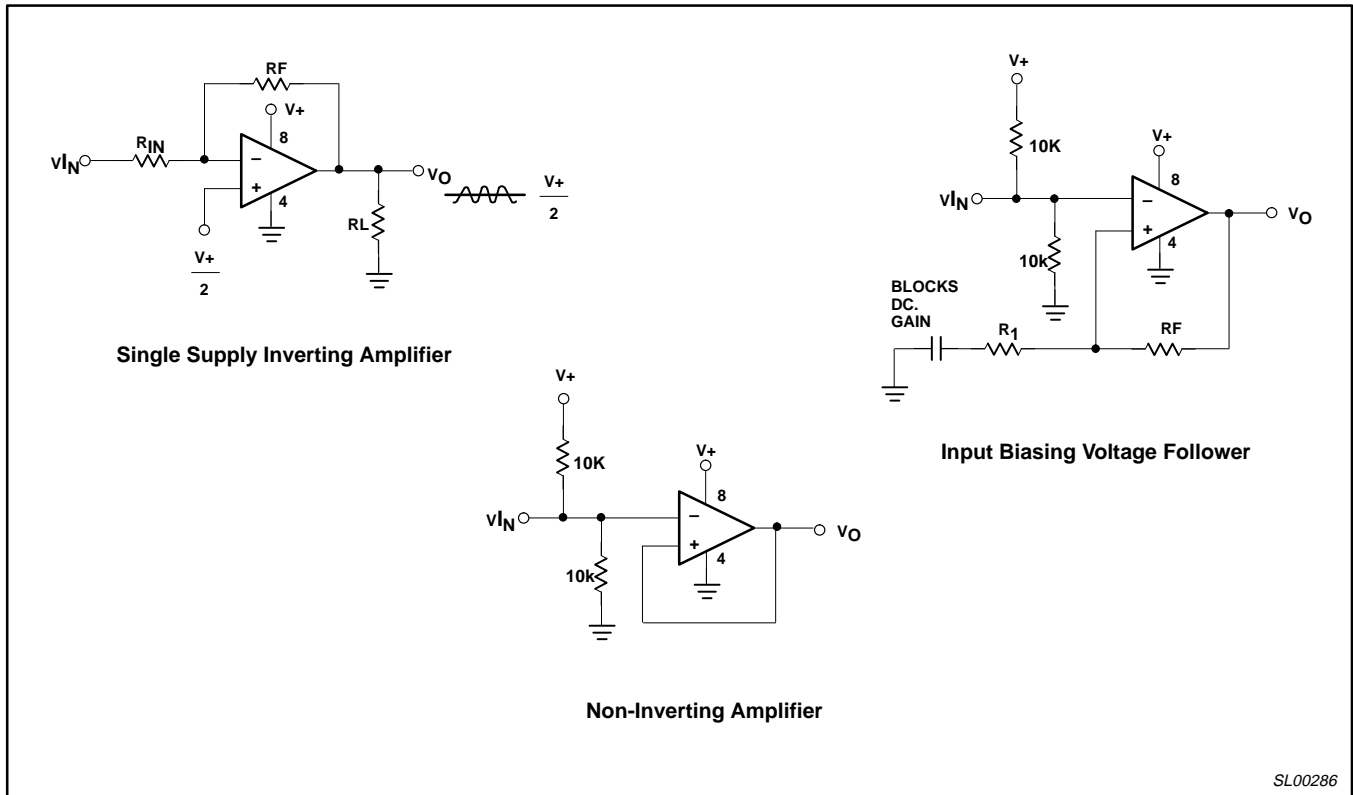 RF
V+
8
RIN
VIN
−
+
4
VO
V+
2
RL
V+
2
Single Supply Inverting Amplifier
V+
10K
V+
8
VIN
−
+
4
VO
10k
BLOCKS
DC.
GAIN
R1
RF
Input Biasing Voltage Follower
V+
10K
V+
8
VIN
−
+
4
VO
10k
Non-Inverting Amplifier
SL00286